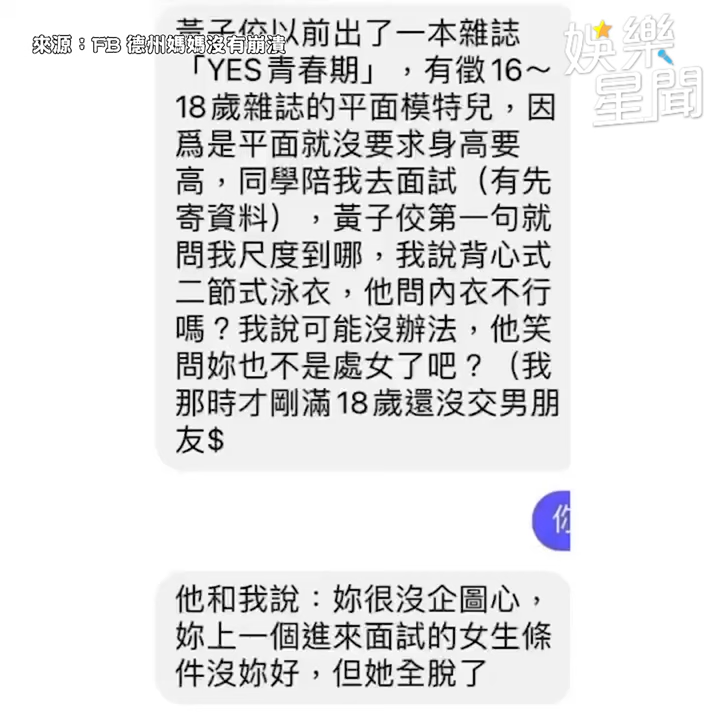 來源：FB 德州媽媽沒有崩潰
娛樂
星聞
黃子佼以前出了一本雜誌
「YES青春期」，有徵16～
18歲雜誌的平面模特兒，因
爲是平面就沒要求身高要
高，同學陪我去面試（有先
寄資料），黃子佼第一句就
問我尺度到哪，我說背心式
二節式泳衣，他問內衣不行
嗎？我說可能沒辦法，他笑
問妳也不是處女了吧？（我
那時才剛滿18歲還沒交男朋
友$
他和我說：妳很沒企圖心，
妳上一個進來面試的女生條
件沒妳好，但她全脫了